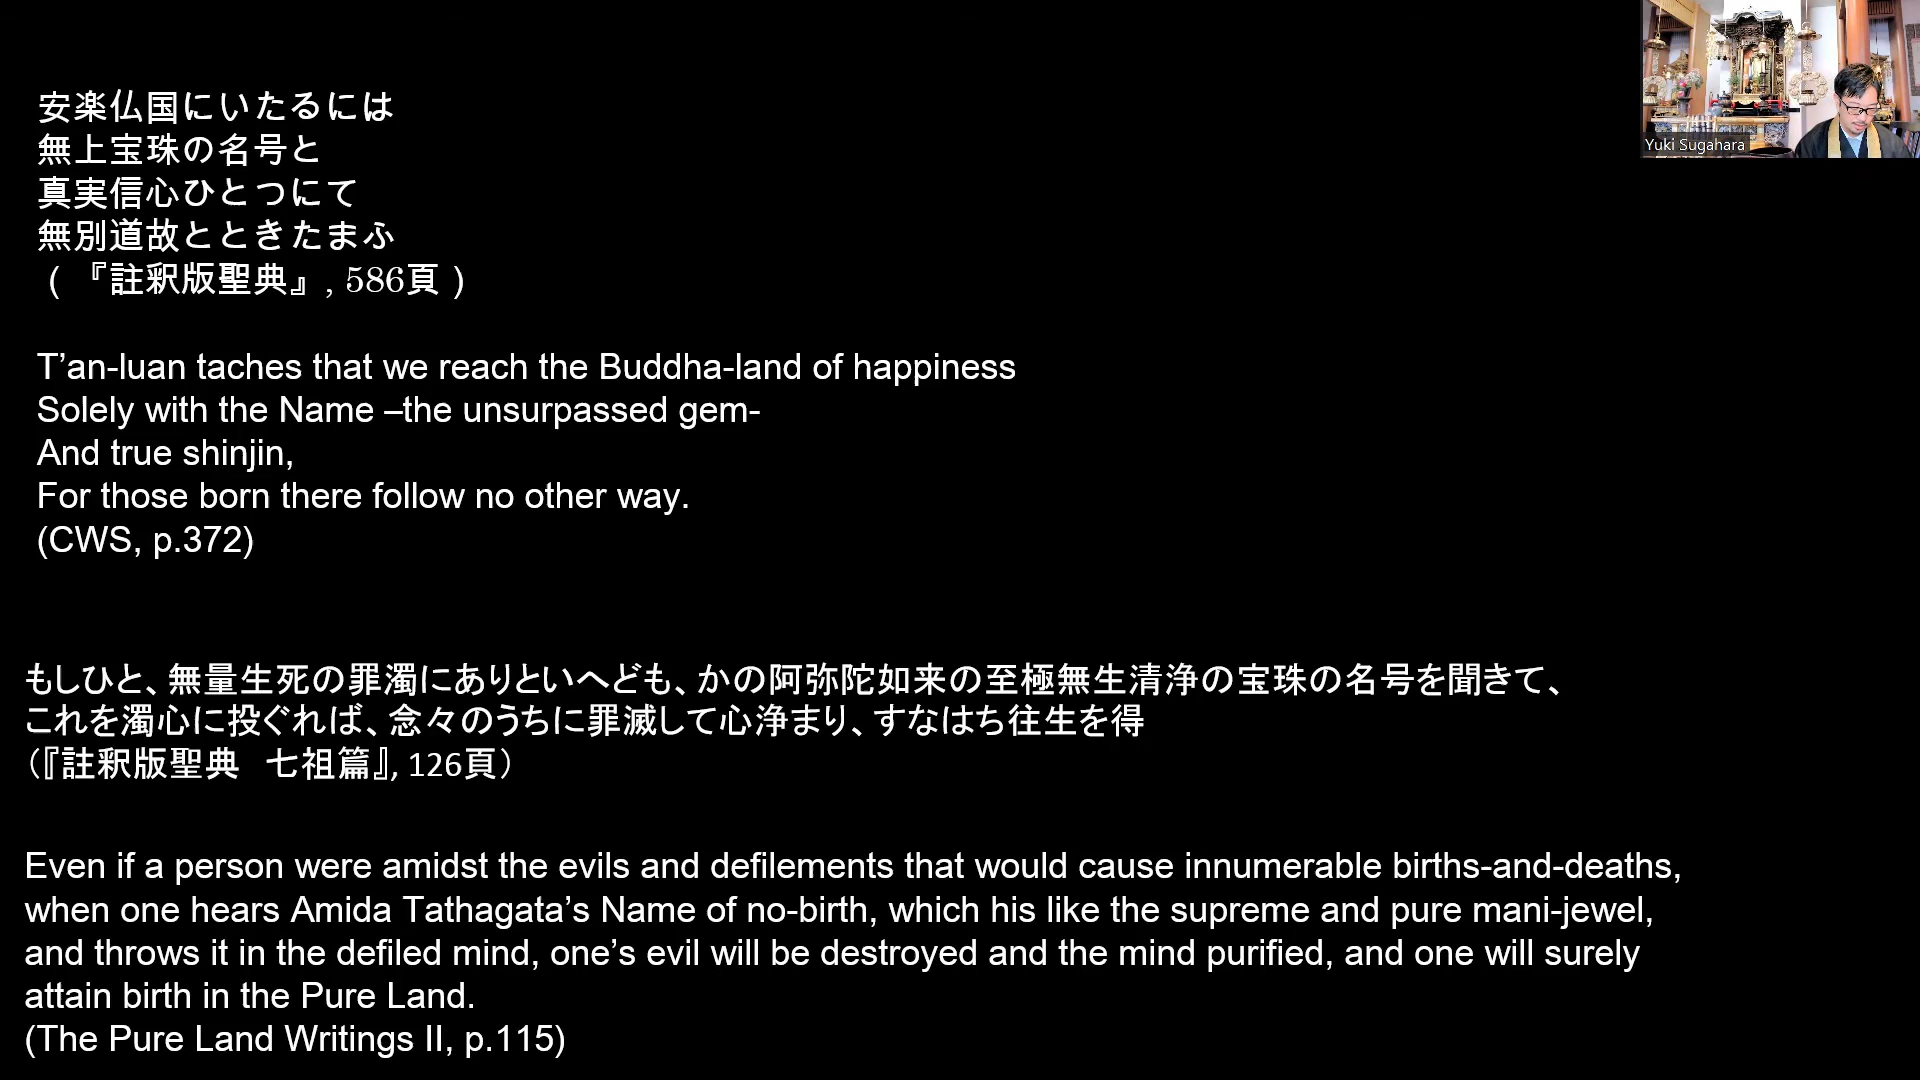 安楽仏国にいたるには
無上宝珠の名号と
真実信心ひとつにて
無別道故とときたまふ
(『註釈版聖典』, 586頁)
T’an-luan taches that we reach the Buddha-land of happiness
Solely with the Name –the unsurpassed gem-
And true shinjin,
For those born there follow no other way.
(CWS, p.372)
もしひと、無量生死の罪濁にありといへども、かの阿弥陀如来の至極無生清浄の宝珠の名号を聞きて、
これを濁心に投ぐれば、念々のうちに罪滅して心浄まり、すなはち往生を得
（『註釈版聖典　七祖篇』, 126頁）
Even if a person were amidst the evils and defilements that would cause innumerable births-and-deaths,
when one hears Amida Tathagata’s Name of no-birth, which his like the supreme and pure mani-jewel,
and throws it in the defiled mind, one’s evil will be destroyed and the mind purified, and one will surely
attain birth in the Pure Land.
(The Pure Land Writings II, p.115)
Yuki Sugahara